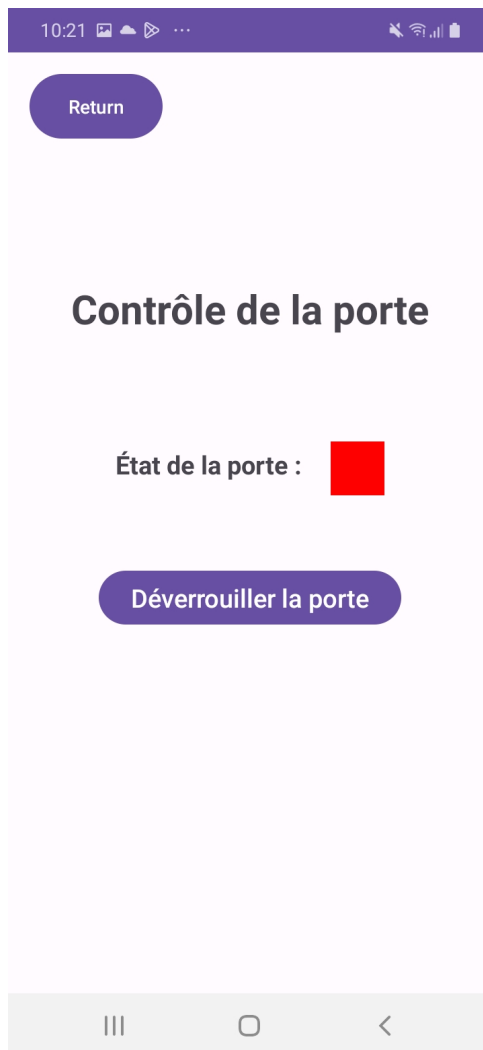 10:21
Return
Contrôle de la porte
État de la porte :
Déverrouiller la porte